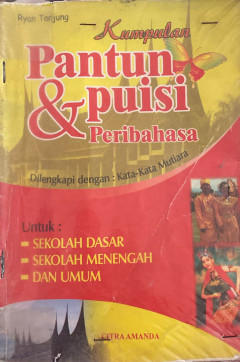 Ryan Tanjung
Kumpulan
Pantun
& puisi
Peribahasa
Dilengkapi dengan : Kata-Kata Mutiara
Untuk :
SEKOLAH DASAR
SEKOLAH MENENGAH
DAN UMUM
CITRA AMANDA